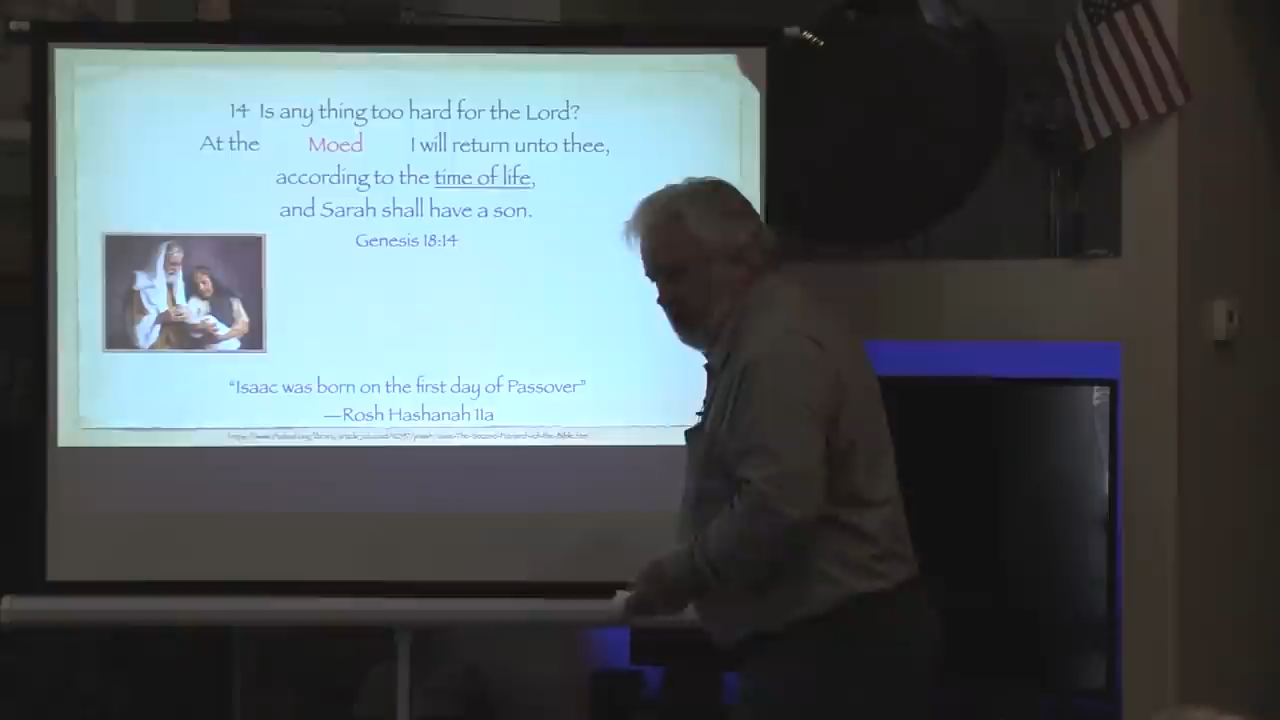 14 Is any thing too hard for the Lord?
At the Moed I will return unto thee,
according to the time of life,
and Sarah shall have a son.
Genesis 18:14
“Isaac was born on the first day of Passover”
—Rosh Hashanah 11a